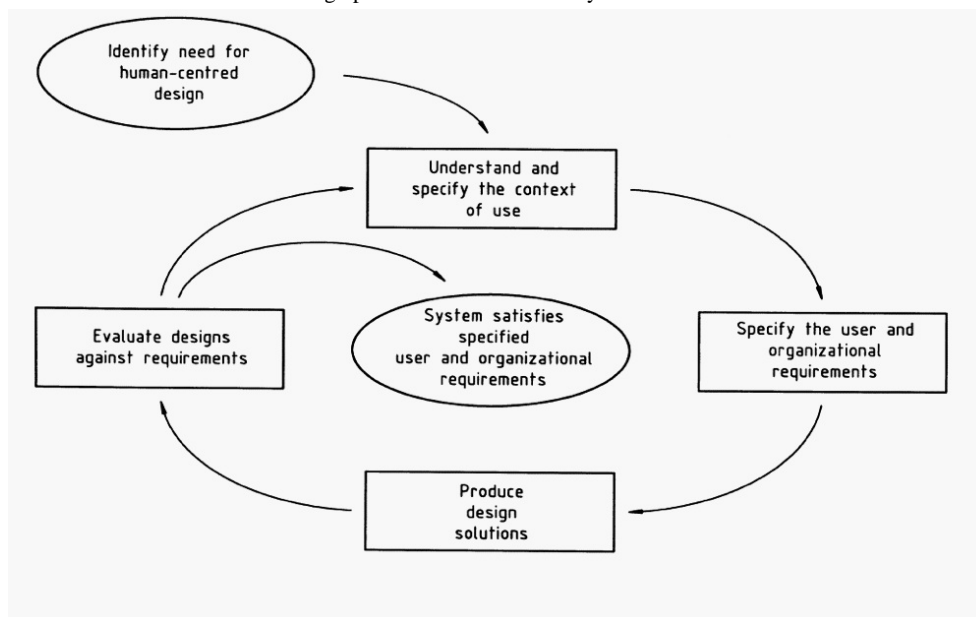 Identify need for
human-centred
design
Understand and
specify the context
of use
Evaluate designs
against requirements
System satisfies
specified
user and organizational
requirements
Specify the user and
organizational
requirements
Produce
design
solutions